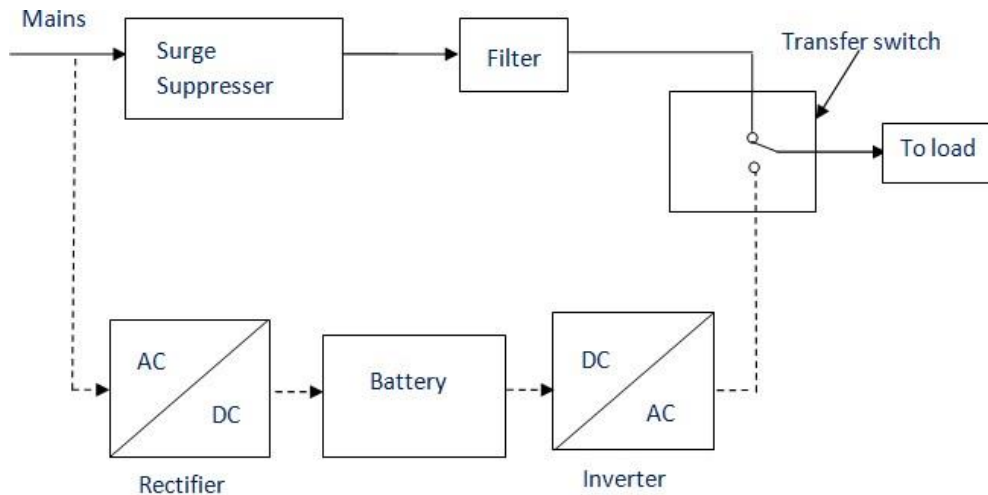 Mains
Surge
Suppresser
Filter
Transfer switch
To load
AC
DC
Battery
DC
AC
Rectifier
Inverter